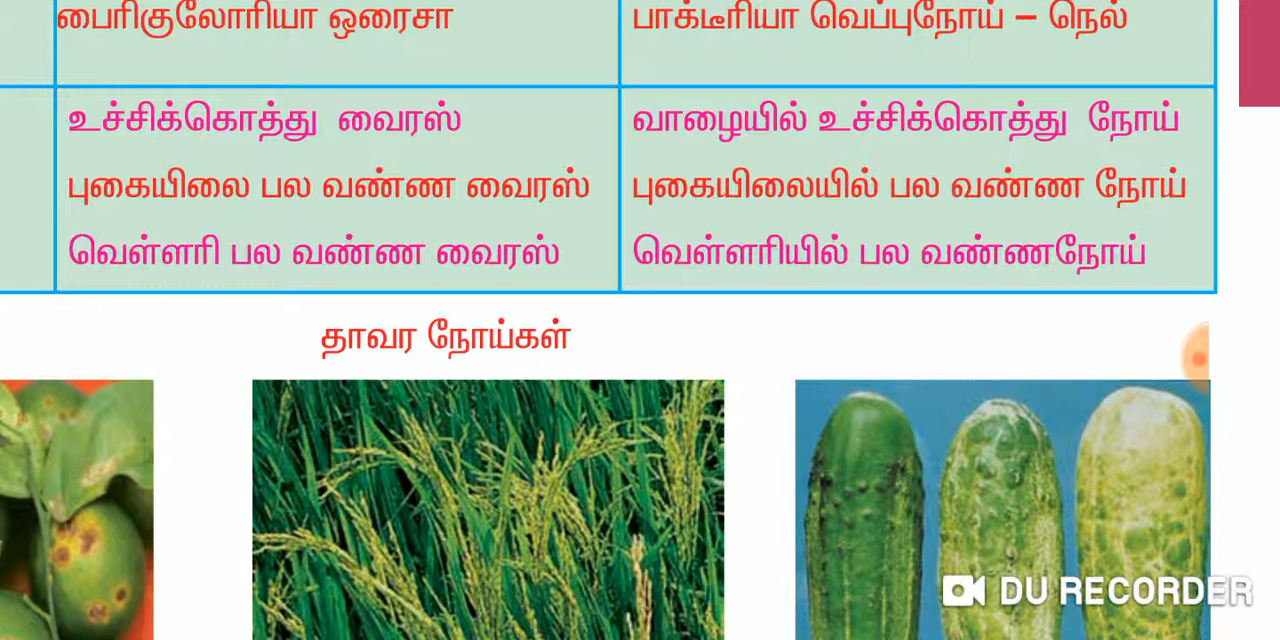 பைரிகுலோரியா ஒரைசா
பாக்டீரியா வெப்புநோய் – நெல்
உச்சிக்கொத்து வைரஸ்
வாழையில் உச்சிக்கொத்து நோய்
புகையிலை பல வண்ண வைரஸ்
புகையிலையில் பல வண்ண நோய்
வெள்ளரி பல வண்ண வைரஸ்
வெள்ளரியில் பல வண்ணநோய்
தாவர நோய்கள்
DU RECORDER